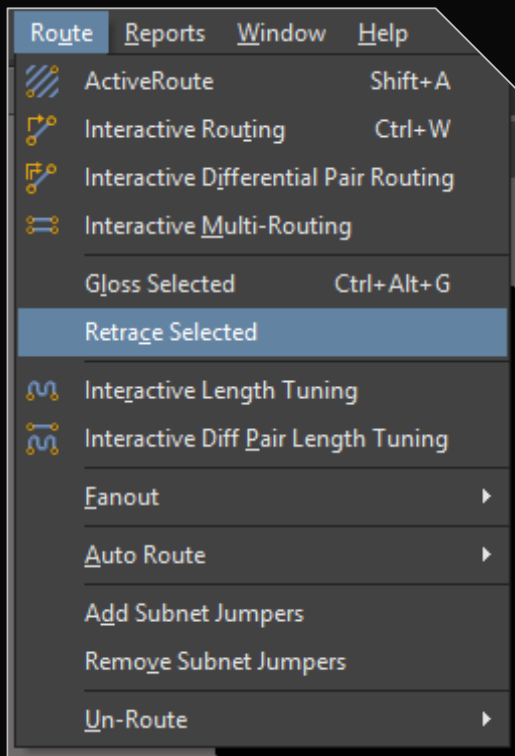 Route Reports Window Help
ActiveRoute Shift+A
Interactive Routing Ctrl+W
Interactive Differential Pair Routing
Interactive Multi-Routing
Gloss Selected Ctrl+Alt+G
Retrace Selected
Interactive Length Tuning
Interactive Diff Pair Length Tuning
Fanout
Auto Route
Add Subnet Jumpers
Remove Subnet Jumpers
Un-Route